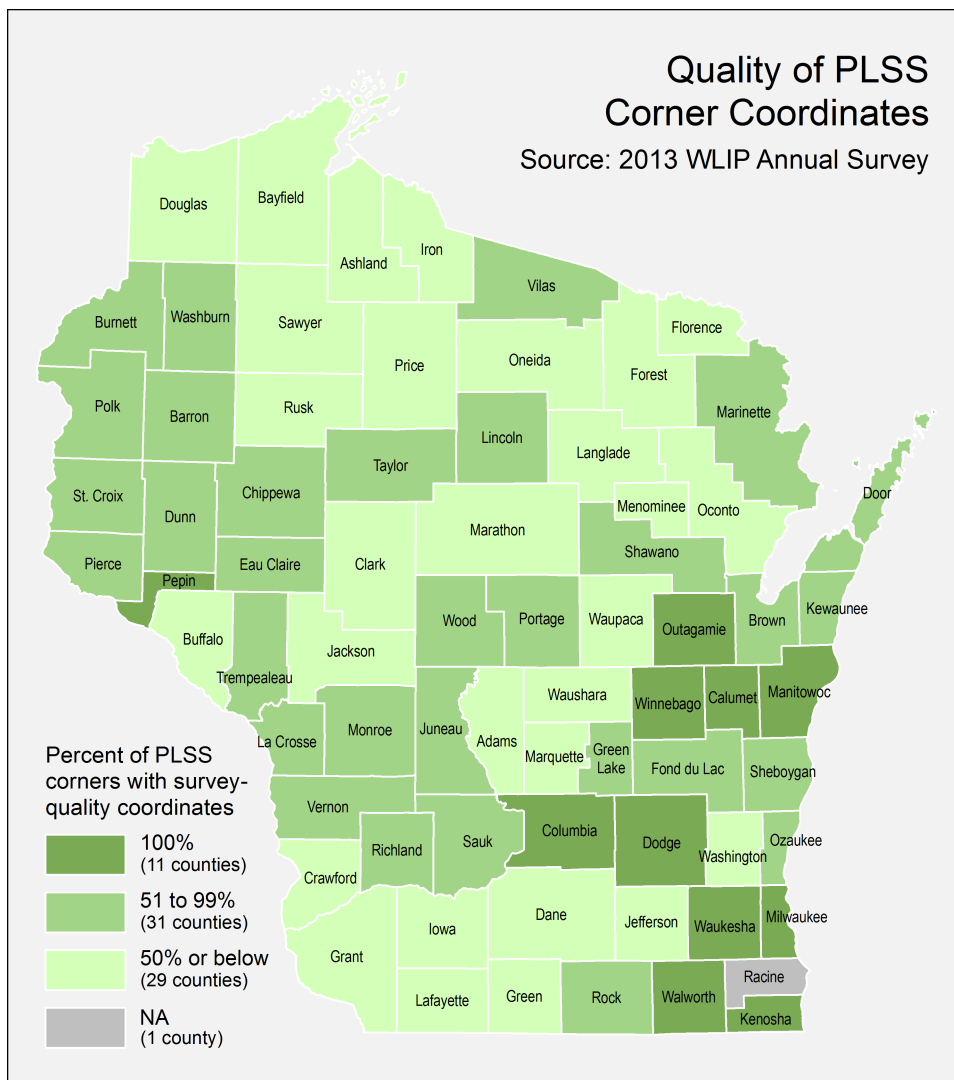 Quality of PLSS
Corner Coordinates
Source: 2013 WLIP Annual Survey
Douglas
Bayfield
Ashland
Iron
Vilas
Burnett
Washburn
Sawyer
Price
Oneida
Florence
Forest
Polk
Barron
Rusk
Lincoln
Marinette
Taylor
Langlade
St. Croix
Chippewa
Door
Dunn
Marathon
Menominee
Oconto
Pierce
Eau Claire
Clark
Shawano
Pepin
Buffalo
Wood
Portage
Waupaca
Outagamie
Brown
Kewaunee
Trempealeau
Jackson
Waushara
Winnebago
Calumet
Manitowoc
La Crosse
Monroe
Juneau
Adams
Marquette
Green
Lake
Fond du Lac
Sheboygan
Vernon
Richland
Sauk
Columbia
Dodge
Washington
Ozaukee
Crawford
Grant
Iowa
Dane
Jefferson
Waukesha
Milwaukee
Lafayette
Green
Rock
Walworth
Racine
Kenosha
Percent of PLSS
corners with survey-
quality coordinates
100%
(11 counties)
51 to 99%
(31 counties)
50% or below
(29 counties)
NA
(1 county)